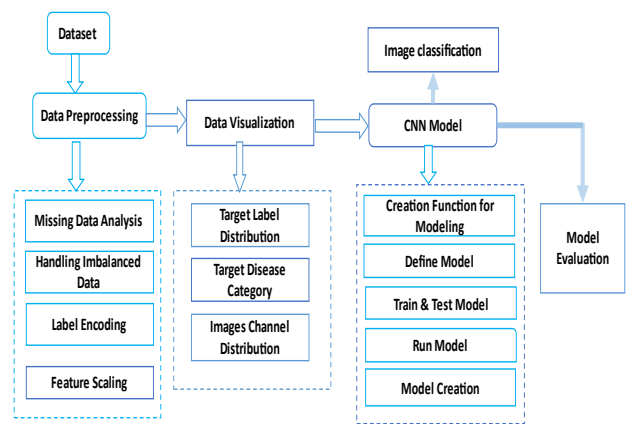 Dataset
Image classification
Data Preprocessing
Data Visualization
CNN Model
Missing Data Analysis
Handling Imbalanced
Data
Label Encoding
Feature Scaling
Target Label
Distribution
Target Disease
Category
Images Channel
Distribution
Creation Function for
Modeling
Define Model
Train & Test Model
Run Model
Model Creation
Model
Evaluation